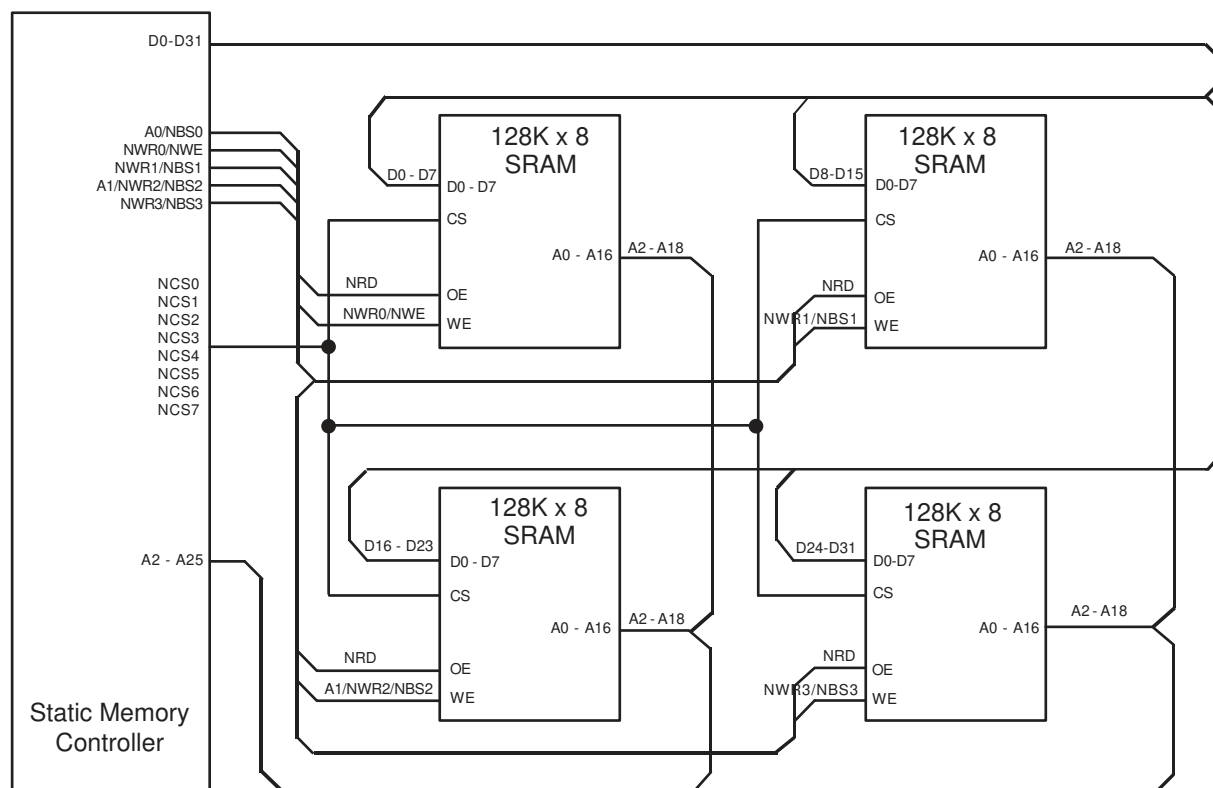 D0-D31
A0/NBS0
NWR0/NWE
NWR1/NBS1
A1/NWR2/NBS2
NWR3/NBS3
NCS0
NCS1
NCS2
NCS3
NCS4
NCS5
NCS6
NCS7
A2 - A25
Static Memory
Controller
128K x 8
SRAM
D0 - D7
D0 - D7
CS
A0 - A16
A2 - A18
NRD
OE
NWR0/NWE
WE
128K x 8
SRAM
D8-D15
D0-D7
CS
A0 - A16
A2 - A18
NRD
OE
NWR1/NBS1
WE
128K x 8
SRAM
D16 - D23
D0 - D7
CS
A0 - A16
A2 - A18
NRD
OE
A1/NWR2/NBS2
WE
128K x 8
SRAM
D24-D31
D0-D7
CS
A0 - A16
A2 - A18
NRD
OE
NWR3/NBS3
WE